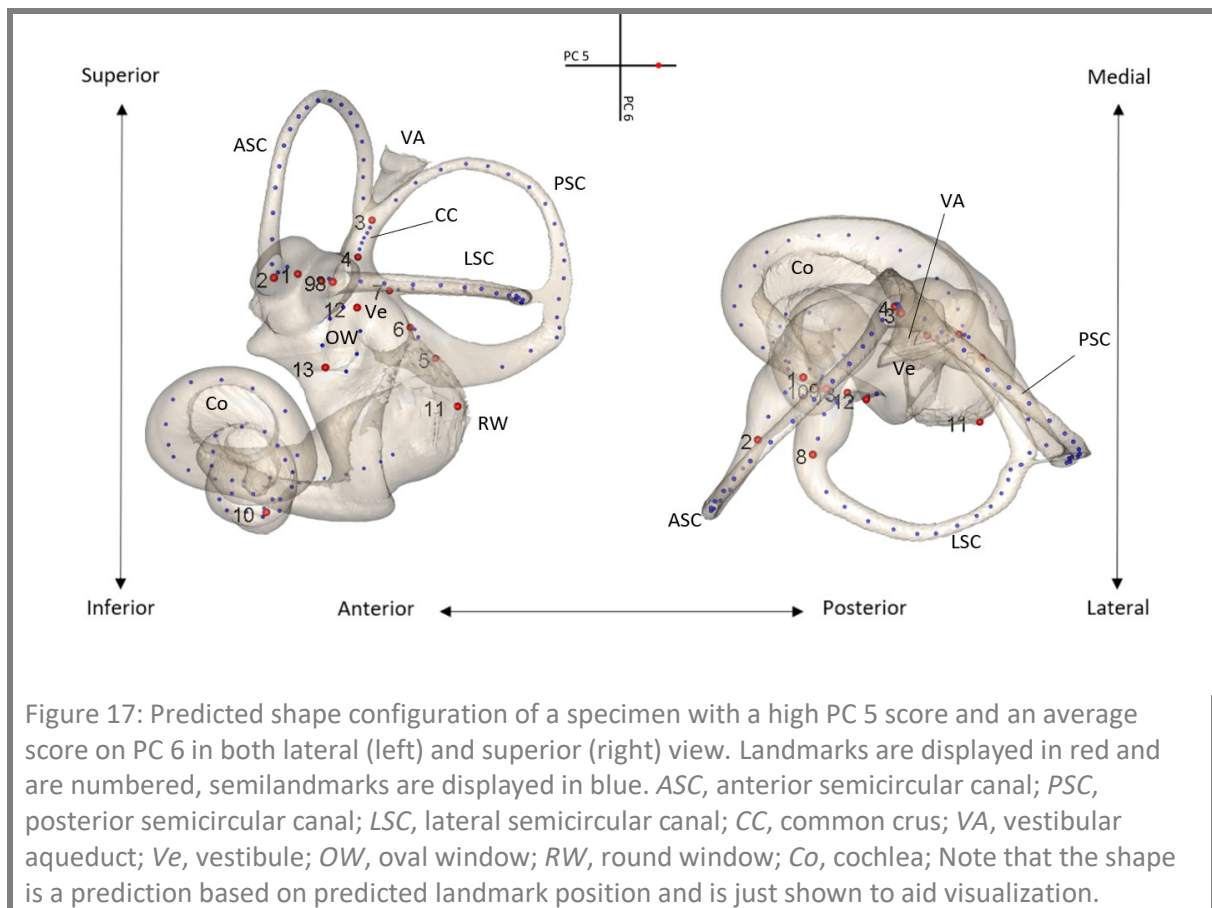 PC 5
PC 6
Superior
Medial
ASC
VA
PSC
3
CC
4
LSC
2
1
9
8
7
12
Ve
6
OW
5
13
11
Co
RW
10
Co
VA
4
3
7
PSC
Ve
1
10
9
12
11
2
8
ASC
LSC
Inferior
Anterior
Posterior
Lateral
Figure 17: Predicted shape configuration of a specimen with a high PC 5 score and an average
score on PC 6 in both lateral (left) and superior (right) view. Landmarks are displayed in red and
are numbered, semilandmarks are displayed in blue. ASC, anterior semicircular canal; PSC,
posterior semicircular canal; LSC, lateral semicircular canal; CC, common crus; VA, vestibular
aqueduct; Ve, vestibule; OW, oval window; RW, round window; Co, cochlea; Note that the shape
is a prediction based on predicted landmark position and is just shown to aid visualization.